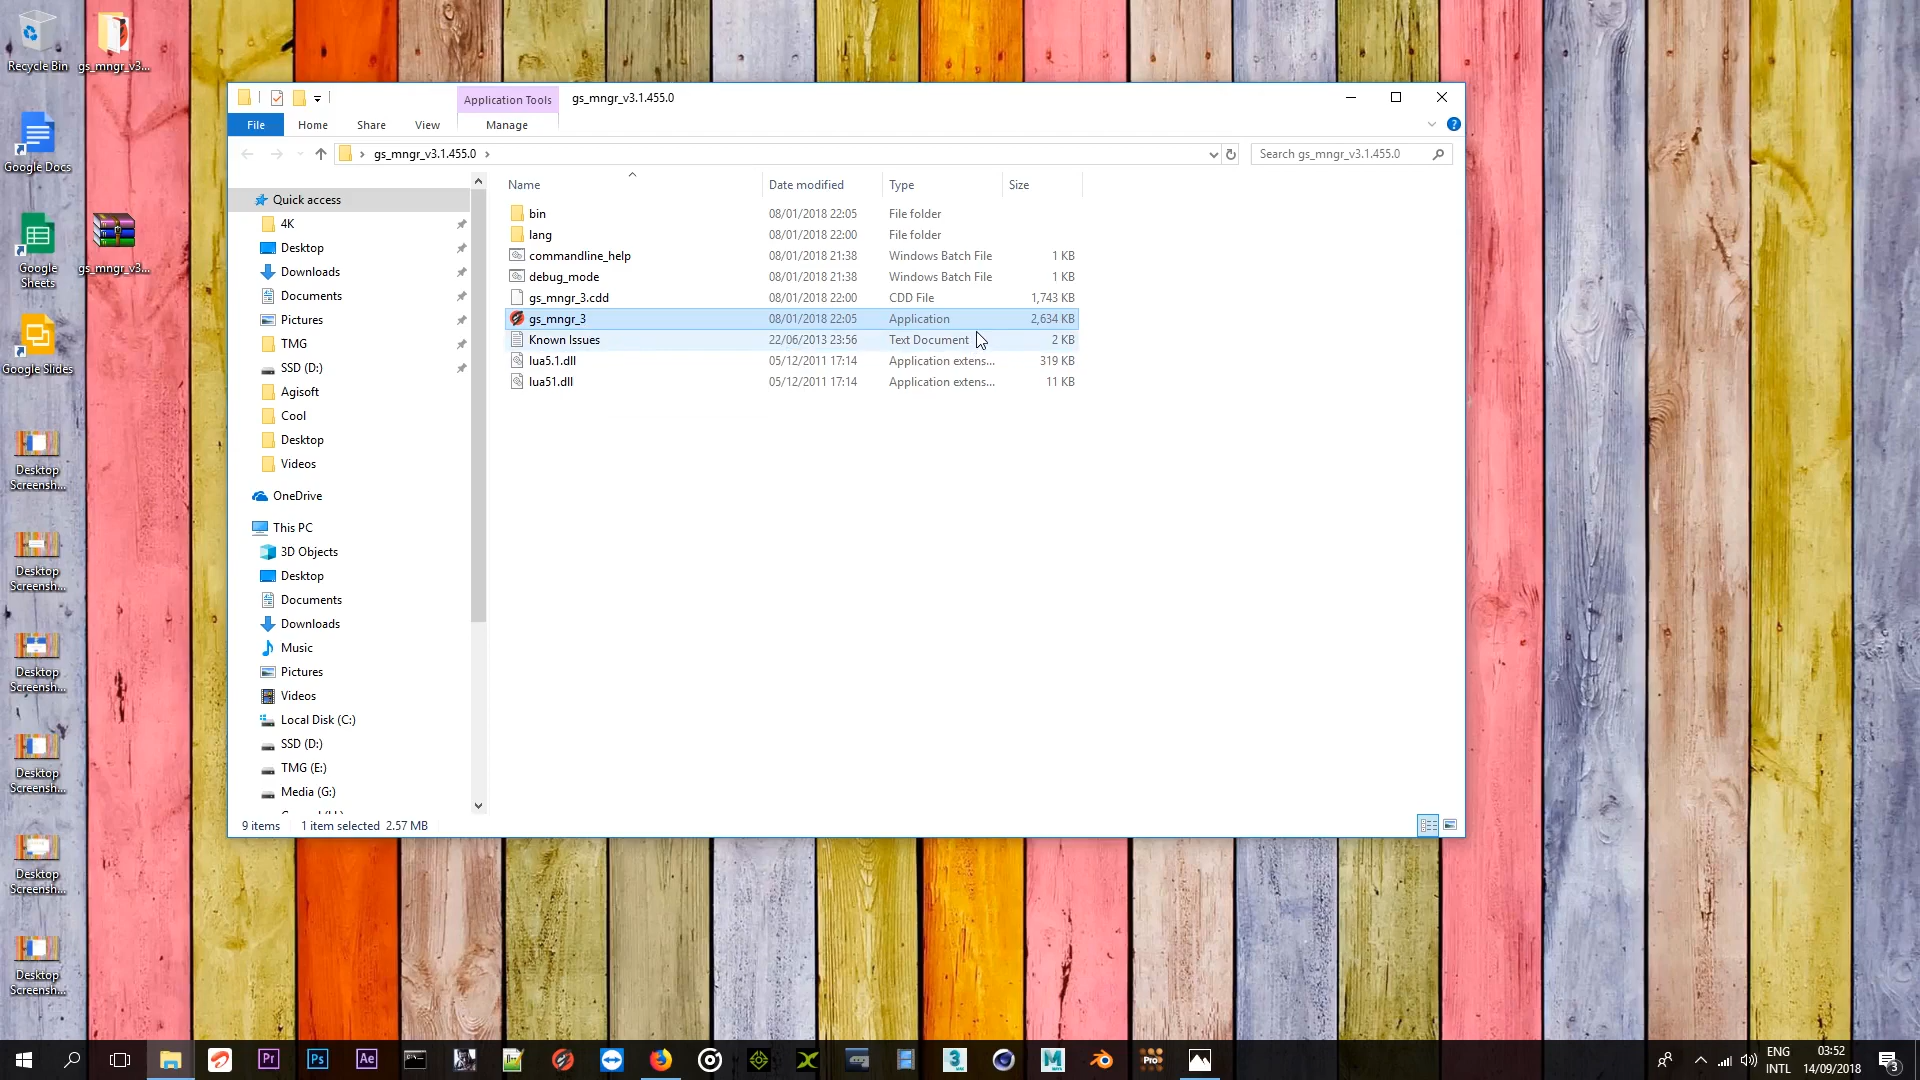 Recycle Bin
gs_mngr_v3...
Google Docs
Google Sheets
gs_mngr_v3...
Google Slides
Desktop Screensh...
Desktop Screensh...
Desktop Screensh...
Desktop Screensh...
Desktop Screensh...
Desktop Screensh...
Application Tools
gs_mngr_v3.1.455.0
File
Home
Share
View
Manage
?
gs_mngr_v3.1.455.0
Search gs_mngr_v3.1.455.0
Quick access
4K
Desktop
Downloads
Documents
Pictures
TMG
SSD (D:)
Agisoft
Cool
Desktop
Videos
OneDrive
This PC
3D Objects
Desktop
Documents
Downloads
Music
Pictures
Videos
Local Disk (C:)
SSD (D:)
TMG (E:)
Media (G:)
Name Date modified Type Size
bin 08/01/2018 22:05 File folder
lang 08/01/2018 22:00 File folder
commandline_help 08/01/2018 21:38 Windows Batch File 1 KB
debug_mode 08/01/2018 21:38 Windows Batch File 1 KB
gs_mngr_3.cdd 08/01/2018 22:00 CDD File 1,743 KB
gs_mngr_3 08/01/2018 22:05 Application 2,634 KB
Known Issues 22/06/2013 23:56 Text Document 2 KB
lua5.1.dll 05/12/2011 17:14 Application extens... 319 KB
lua51.dll 05/12/2011 17:14 Application extens... 11 KB
9 items 1 item selected 2.57 MB
Pr
Ps
Ae
3
M
Pro
ENG
INTL
03:52
14/09/2018
3